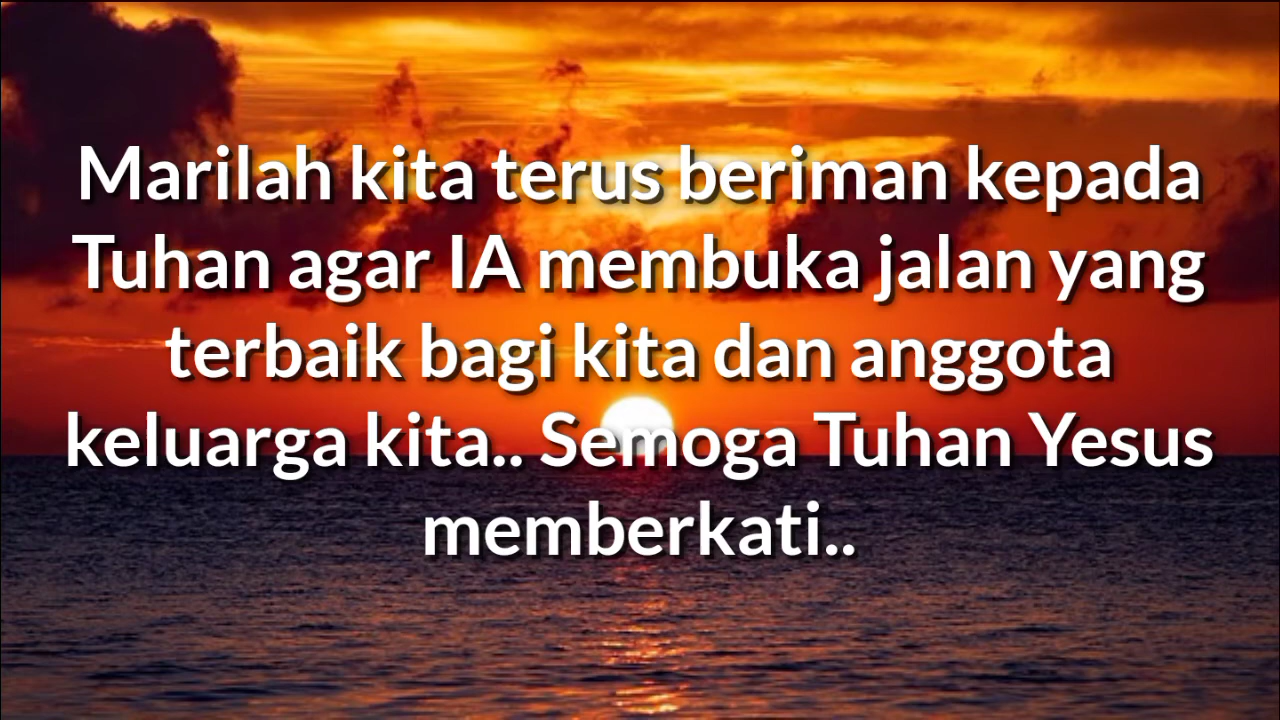 Marilah kita terus beriman kepada
Tuhan agar IA membuka jalan yang
terbaik bagi kita dan anggota
keluarga kita.. Semoga Tuhan Yesus
memberkati..